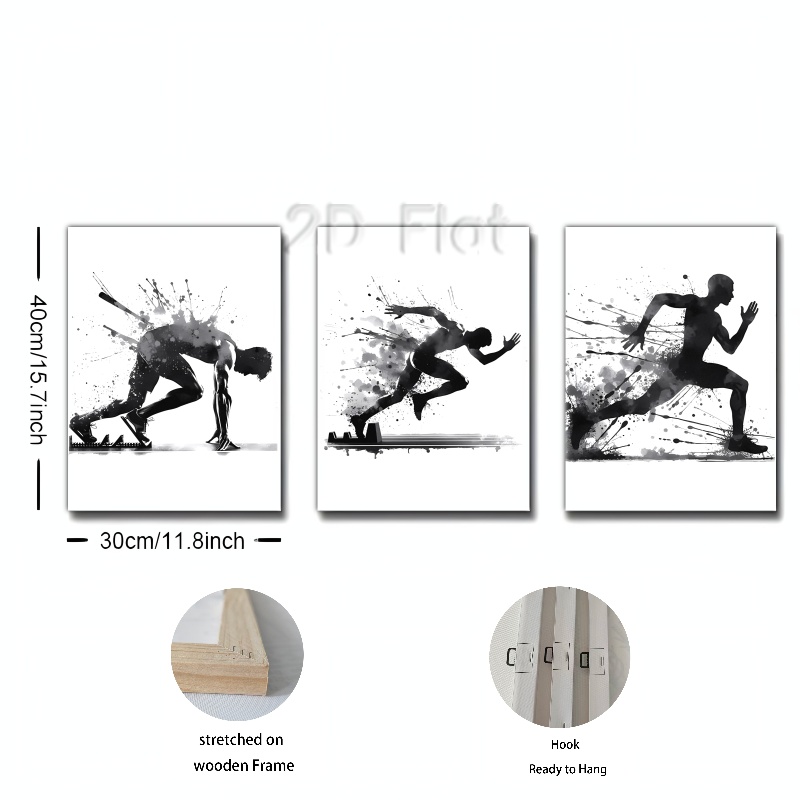 2D Flat
40cm/15.7inch
30cm/11.8inch
stretched on
wooden Frame
Hook
Ready to Hang